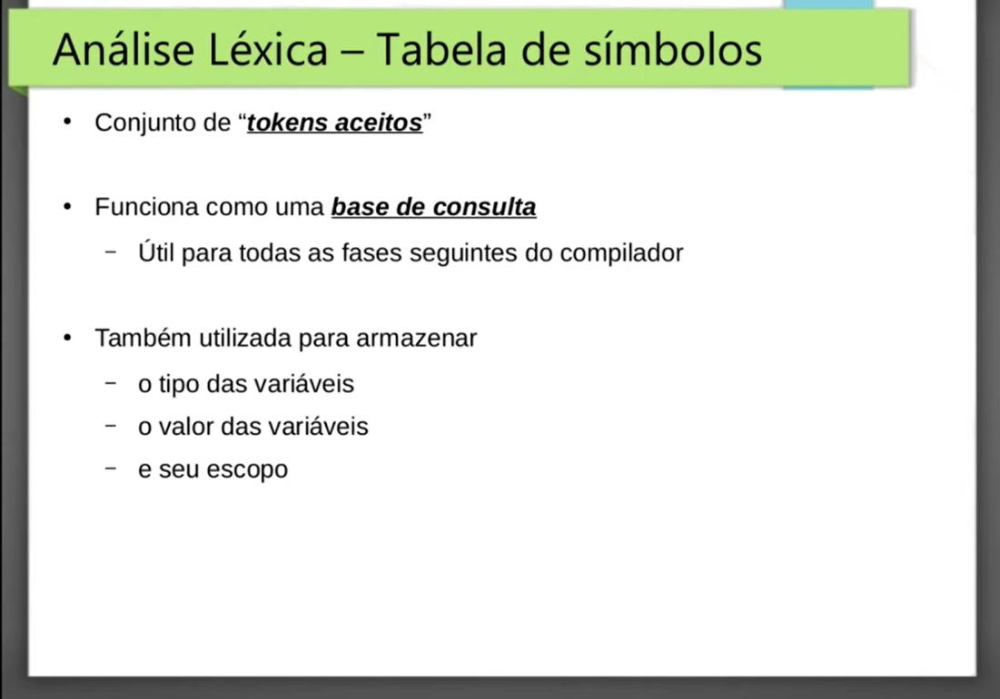 Análise Léxica – Tabela de símbolos
• Conjunto de “tokens aceitos”
• Funciona como uma base de consulta
– Útil para todas as fases seguintes do compilador
• Também utilizada para armazenar
– o tipo das variáveis
– o valor das variáveis
– e seu escopo